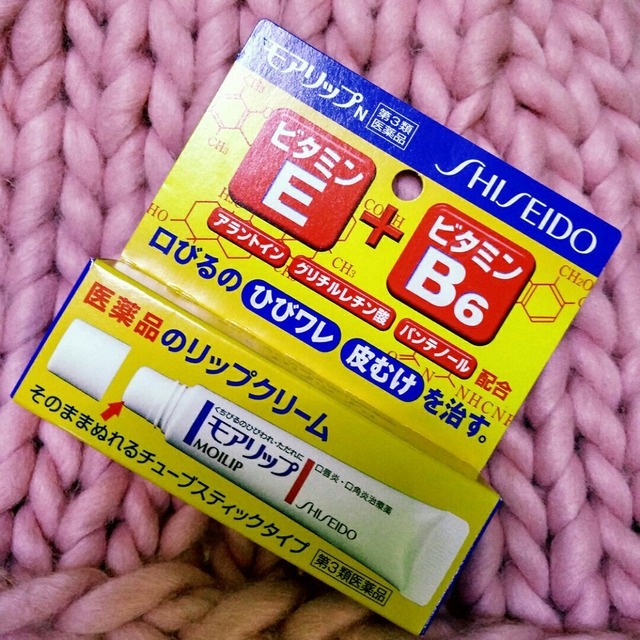 モアリップN
第3類
医薬品
SHISEIDO
ビタミン
E
+
ビタミン
B6
COOH
HO
CH3
CH3
アラントイン
グリチルレチン酸
パンテノール
配合
口びるの
ひびワレ
皮むけ
を治す。
NHCNH
医薬品のリップクリーム
そのままぬれるチューブスティックタイプ
くちびるのひびわれ・ただれに
モアリップ
MOILIP
口唇炎・口角炎治療薬
SHISEIDO
第3類医薬品